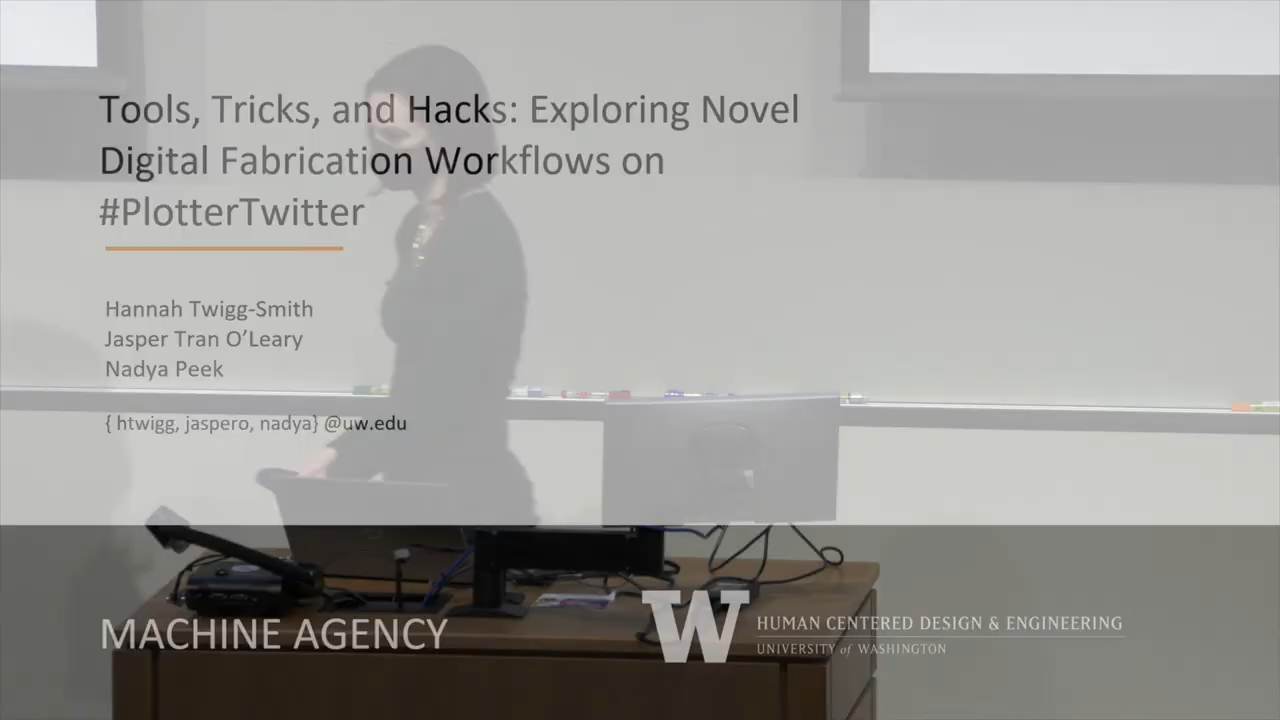 Tools, Tricks, and Hacks: Exploring Novel
Digital Fabrication Workflows on
#PlotterTwitter
Hannah Twigg-Smith
Jasper Tran O’Leary
Nadya Peek
{ htwigg, jaspero, nadya} @uw.edu
MACHINE AGENCY
W
HUMAN CENTERED DESIGN & ENGINEERING
UNIVERSITY of WASHINGTON